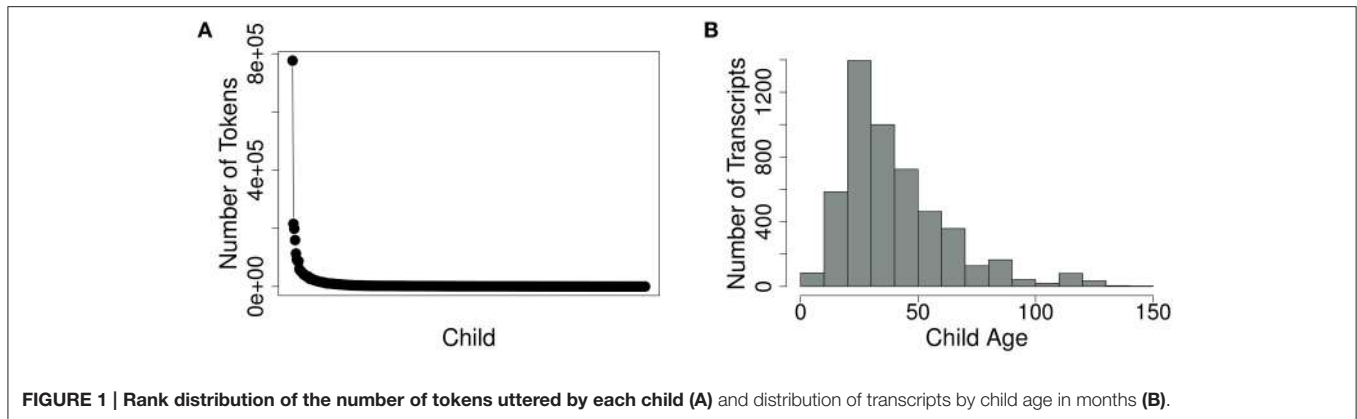 A
Number of Tokens
0e+00
4e+05
8e+05
Child
B
Number of Transcripts
0
400
800
1200
0 50 100 150
Child Age
FIGURE 1 | Rank distribution of the number of tokens uttered by each child (A) and distribution of transcripts by child age in months (B).